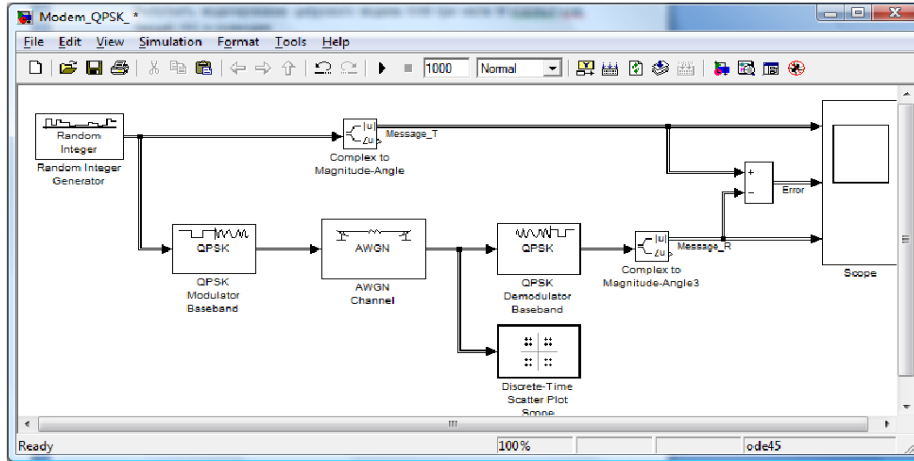 Modem_QPSK_*
File Edit View Simulation Format Tools Help
1000 Normal
Random
Integer
Random Integer
Generator
|u|
∠u
Message_T
Complex to
Magnitude-Angle
+
−
Error
QPSK
QPSK
Modulator
Baseband
AWGN
AWGN
Channel
QPSK
QPSK
Demodulator
Baseband
|u|
∠u
Message_R
Complex to
Magnitude-Angle3
Scope
Discrete-Time
Scatter Plot
Scope
Ready 100% ode45